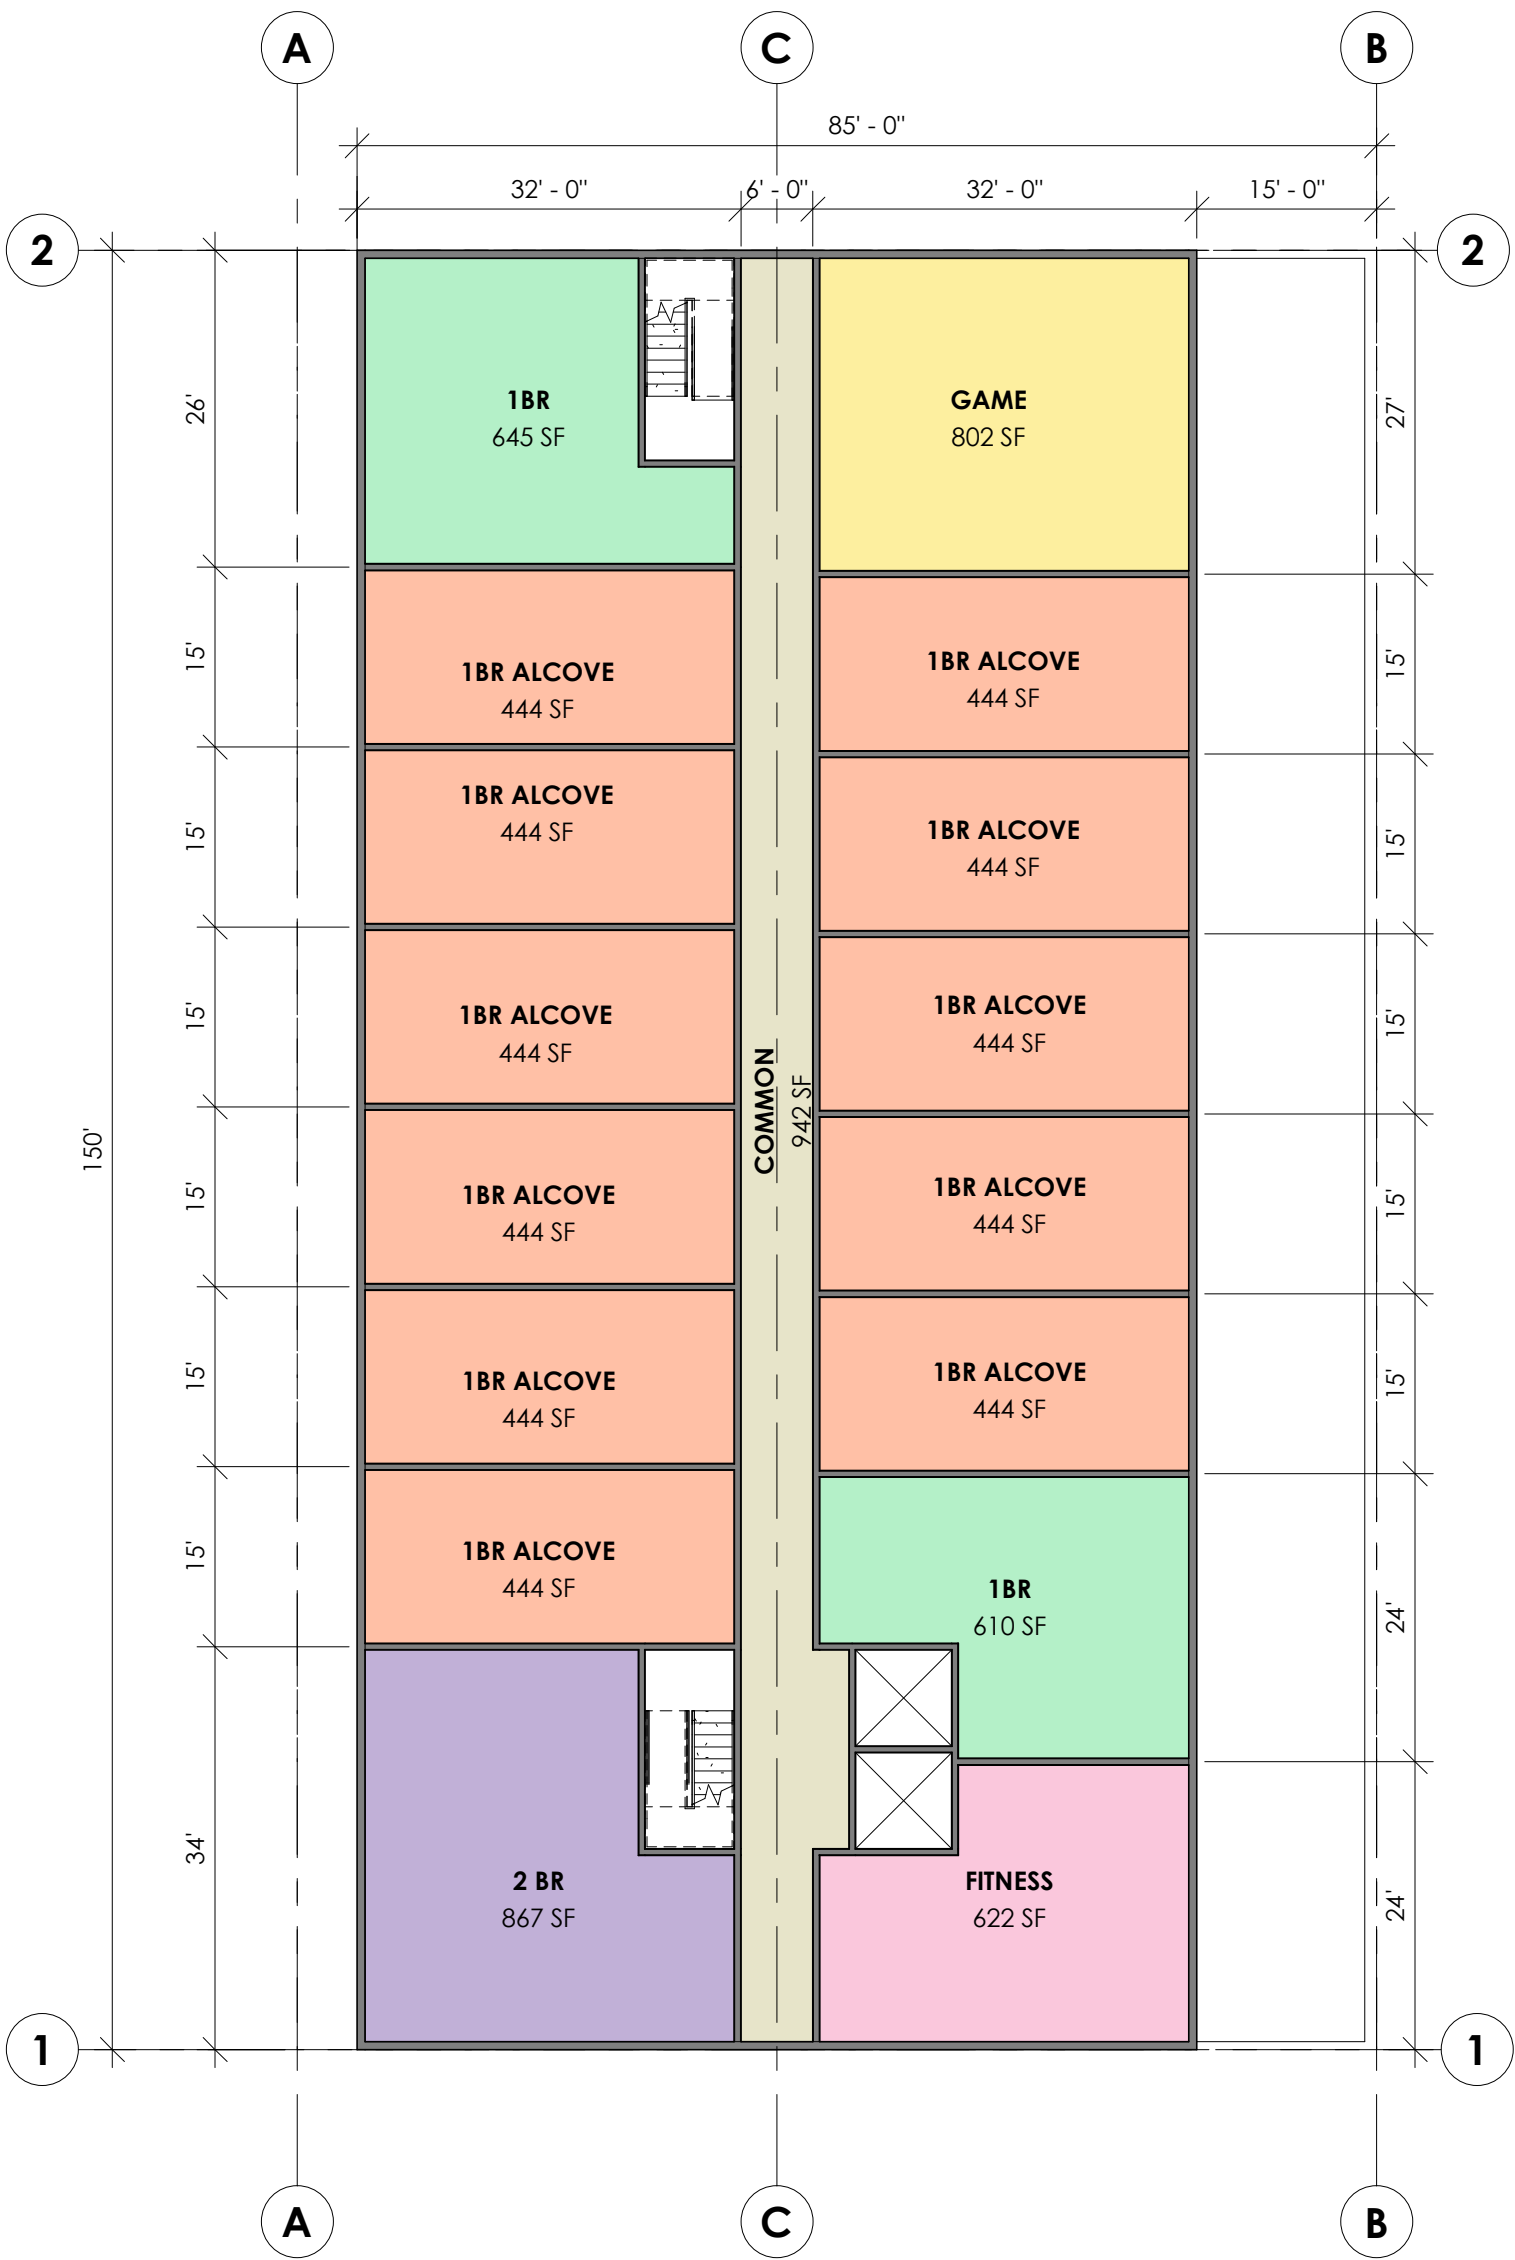 A
C
B
85' - 0"
32' - 0"
6' - 0"
32' - 0"
15' - 0"
2
2
26'
1BR
645 SF
GAME
802 SF
27'
15'
1BR ALCOVE
444 SF
1BR ALCOVE
444 SF
15'
15'
1BR ALCOVE
444 SF
1BR ALCOVE
444 SF
15'
15'
1BR ALCOVE
444 SF
1BR ALCOVE
444 SF
15'
150'
COMMON
942 SF
15'
1BR ALCOVE
444 SF
1BR ALCOVE
444 SF
15'
15'
1BR ALCOVE
444 SF
1BR ALCOVE
444 SF
15'
15'
1BR ALCOVE
444 SF
1BR
610 SF
24'
34'
2 BR
867 SF
FITNESS
622 SF
24'
1
1
A
C
B